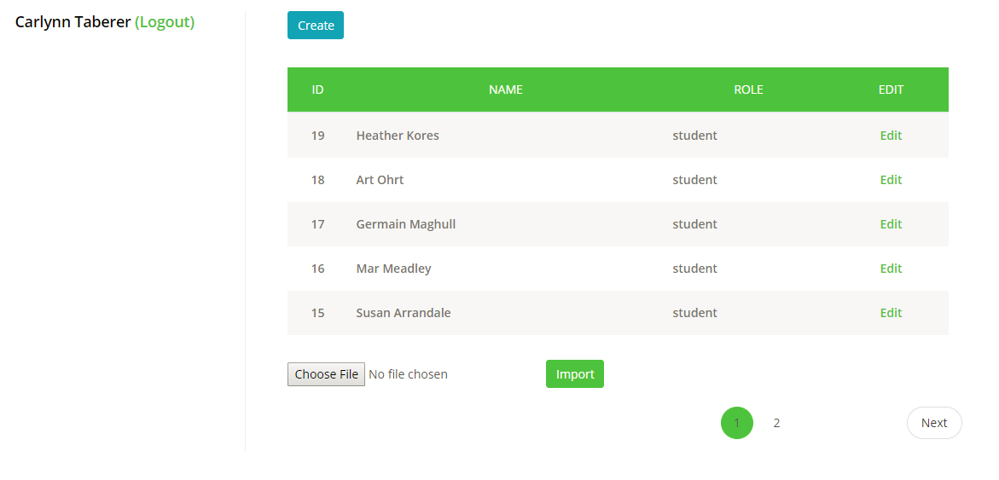 Carlynn Taberer (Logout)
Create
ID NAME ROLE EDIT
19 Heather Kores student Edit
18 Art Ohrt student Edit
17 Germain Maghull student Edit
16 Mar Meadley student Edit
15 Susan Arrandale student Edit
Choose File No file chosen Import
1 2 Next